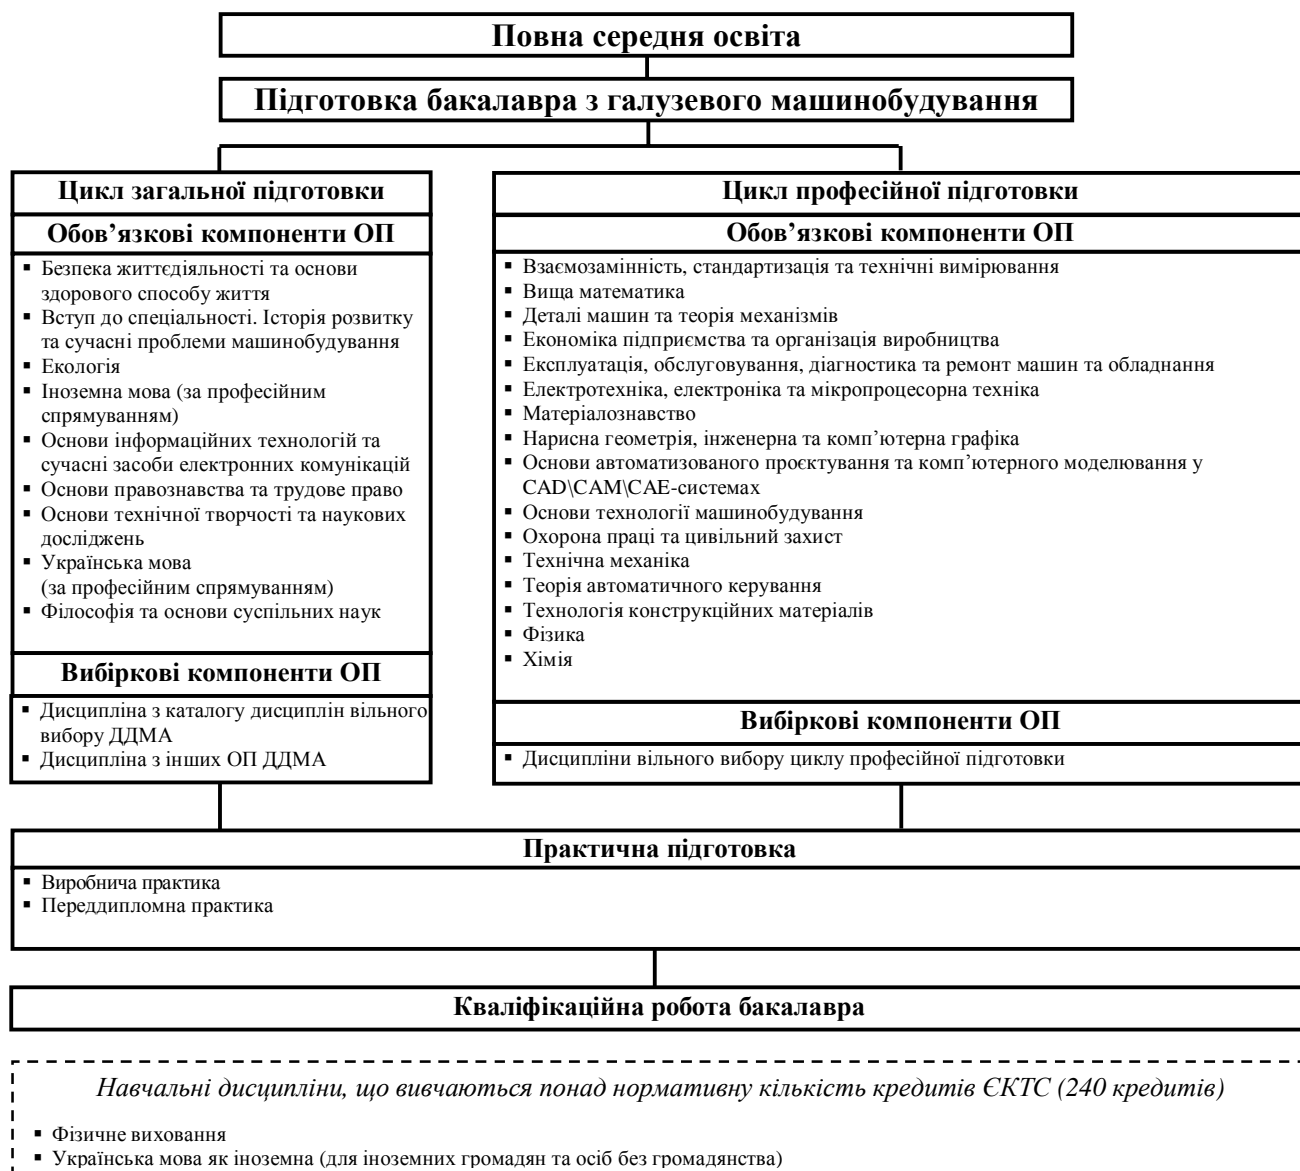 Повна середня освіта
Підготовка бакалавра з галузевого машинобудування
Цикл загальної підготовки
Обов'язкові компоненти ОП
▪ Безпека життєдіяльності та основи
здорового способу життя
▪ Вступ до спеціальності. Історія розвитку
та сучасні проблеми машинобудування
▪ Екологія
▪ Іноземна мова (за професійним
спрямуванням)
▪ Основи інформаційних технологій та
сучасні засоби електронних комунікацій
▪ Основи правознавства та трудове право
▪ Основи технічної творчості та наукових
досліджень
▪ Українська мова
(за професійним спрямуванням)
▪ Філософія та основи суспільних наук
Вибіркові компоненти ОП
▪ Дисципліна з каталогу дисциплін вільного
вибору ДДМА
▪ Дисципліна з інших ОП ДДМА
Цикл професійної підготовки
Обов'язкові компоненти ОП
▪ Взаємозамінність, стандартизація та технічні вимірювання
▪ Вища математика
▪ Деталі машин та теорія механізмів
▪ Економіка підприємства та організація виробництва
▪ Експлуатація, обслуговування, діагностика та ремонт машин та обладнання
▪ Електротехніка, електроніка та мікропроцесорна техніка
▪ Матеріалознавство
▪ Нарисна геометрія, інженерна та комп'ютерна графіка
▪ Основи автоматизованого проєктування та комп'ютерного моделювання у
CAD\CAM\CAE-системах
▪ Основи технології машинобудування
▪ Охорона праці та цивільний захист
▪ Технічна механіка
▪ Теорія автоматичного керування
▪ Технологія конструкційних матеріалів
▪ Фізика
▪ Хімія
Вибіркові компоненти ОП
▪ Дисципліни вільного вибору циклу професійної підготовки
Практична підготовка
▪ Виробнича практика
▪ Переддипломна практика
Кваліфікаційна робота бакалавра
Навчальні дисципліни, що вивчаються понад нормативну кількість кредитів ЄКТС (240 кредитів)
▪ Фізичне виховання
▪ Українська мова як іноземна (для іноземних громадян та осіб без громадянства)